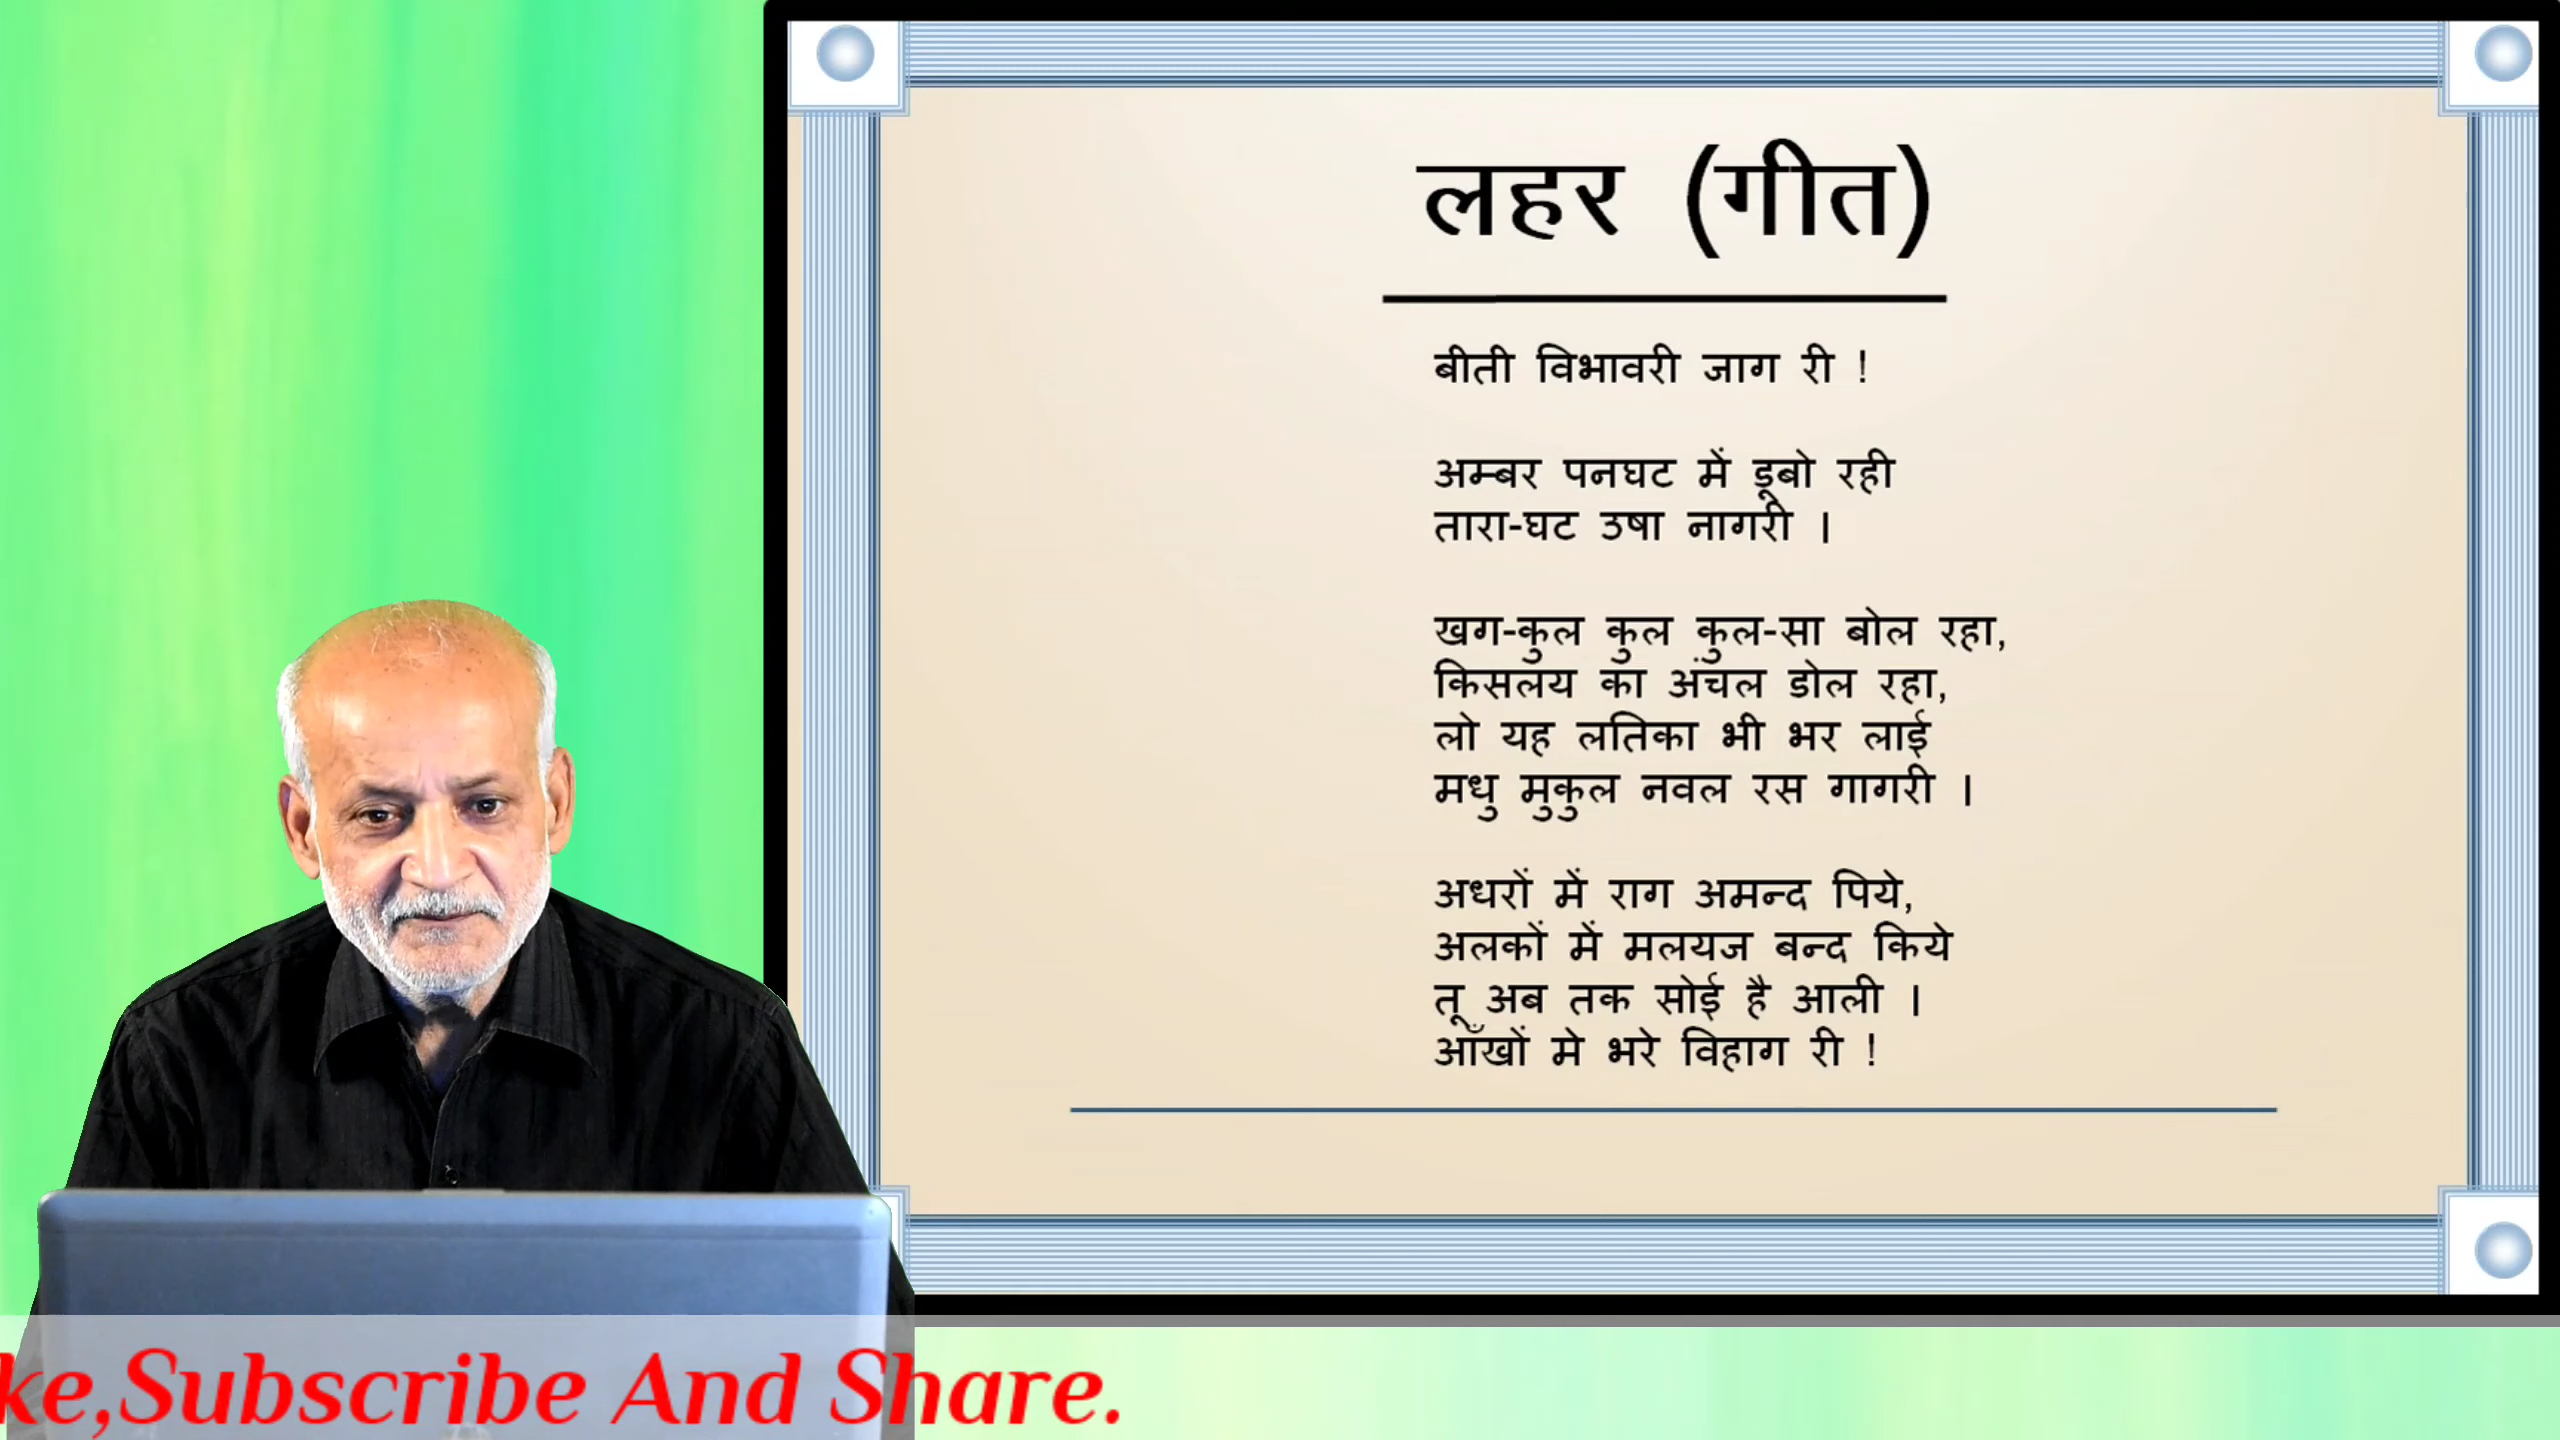 लहर (गीत)
बीती विभावरी जाग री !
अम्बर पनघट में डूबो रही
तारा-घट उषा नागरी ।
खग-कुल कुल कुल-सा बोल रहा,
किसलय का अंचल डोल रहा,
लो यह लतिका भी भर लाई
मधु मुकुल नवल रस गागरी ।
अधरों में राग अमन्द पिये,
अलकों में मलयज बन्द किये
तू अब तक सोई है आली ।
आँखों मे भरे विहाग री !
ke,Subscribe And Share.